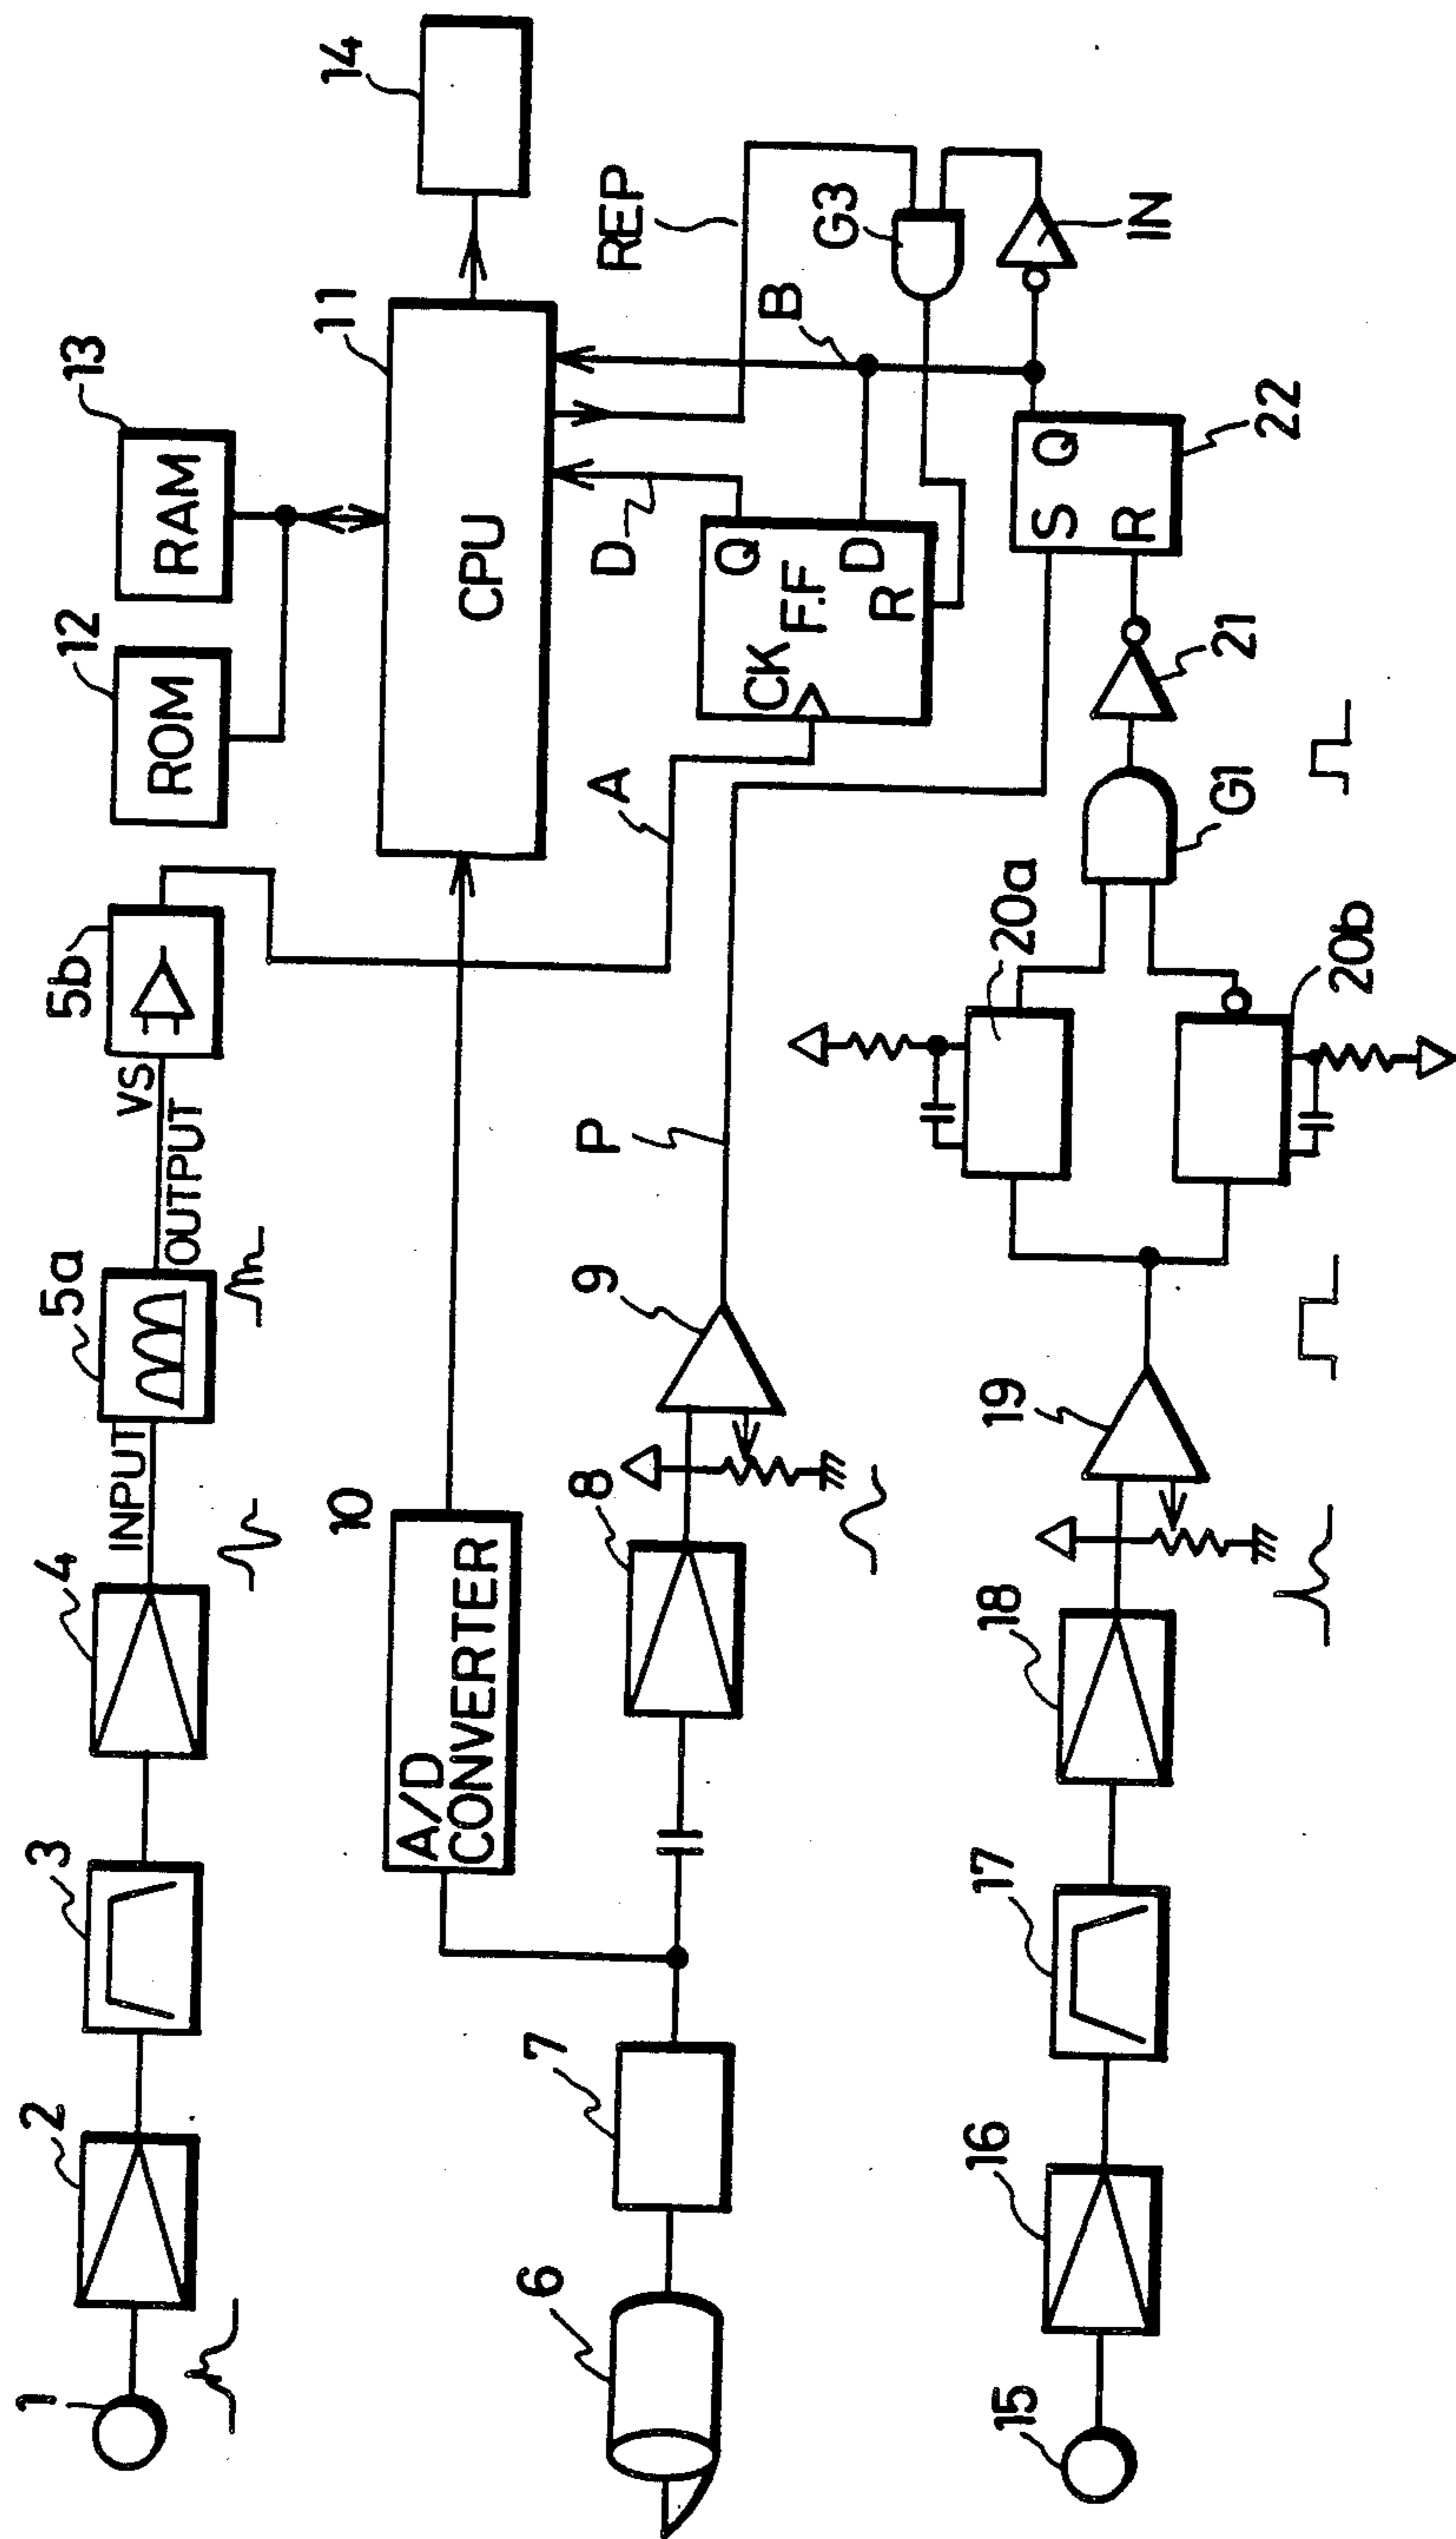 1
2
3
4
INPUT
5a
OUTPUT
VS
5b
ROM
12
RAM
13
A/D
CONVERTER
10
CPU
11
14
A
D
REP
B
G3
IN
CK
F.F
Q
D
R
6
7
8
9
P
S
Q
R
22
15
16
17
18
19
20a
20b
G1
21